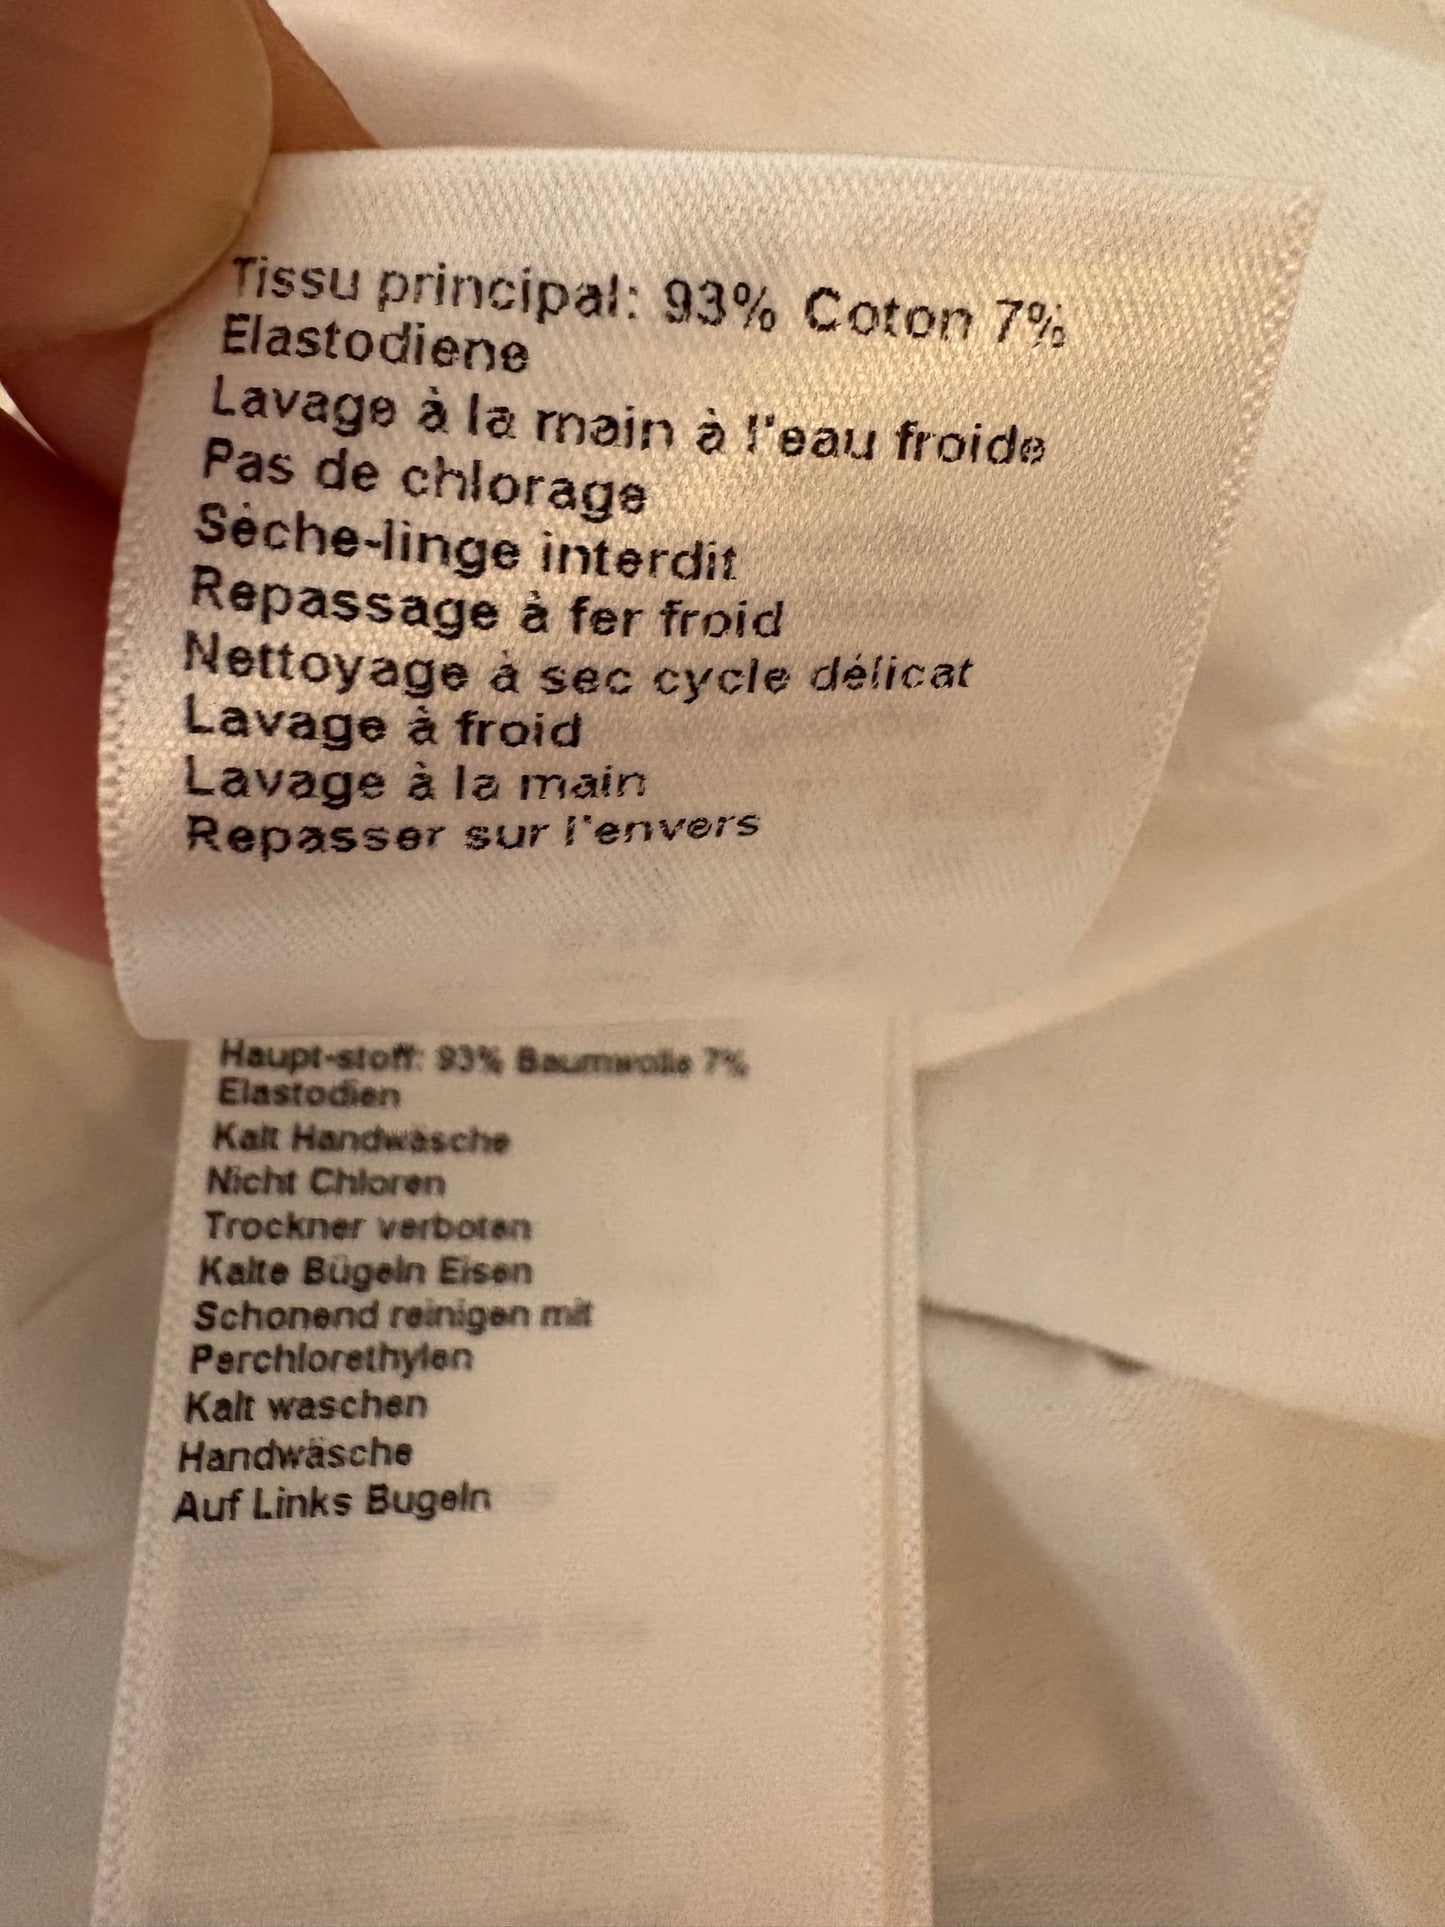 Tissu principal: 93% Coton 7%
Elastodiene
Lavage à la main à l'eau froide
Pas de chlorage
Sèche-linge interdit
Repassage à fer froid
Nettoyage à sec cycle délicat
Lavage à froid
Lavage à la main
Repasser sur l'envers
Haupt-stoff: 93% Baumwolle 7%
Elastodien
Kalt Handwäsche
Nicht Chloren
Trockner verboten
Kalte Bügeln Eisen
Schonend reinigen mit
Perchlorethylen
Kalt waschen
Handwäsche
Auf Links Bugeln